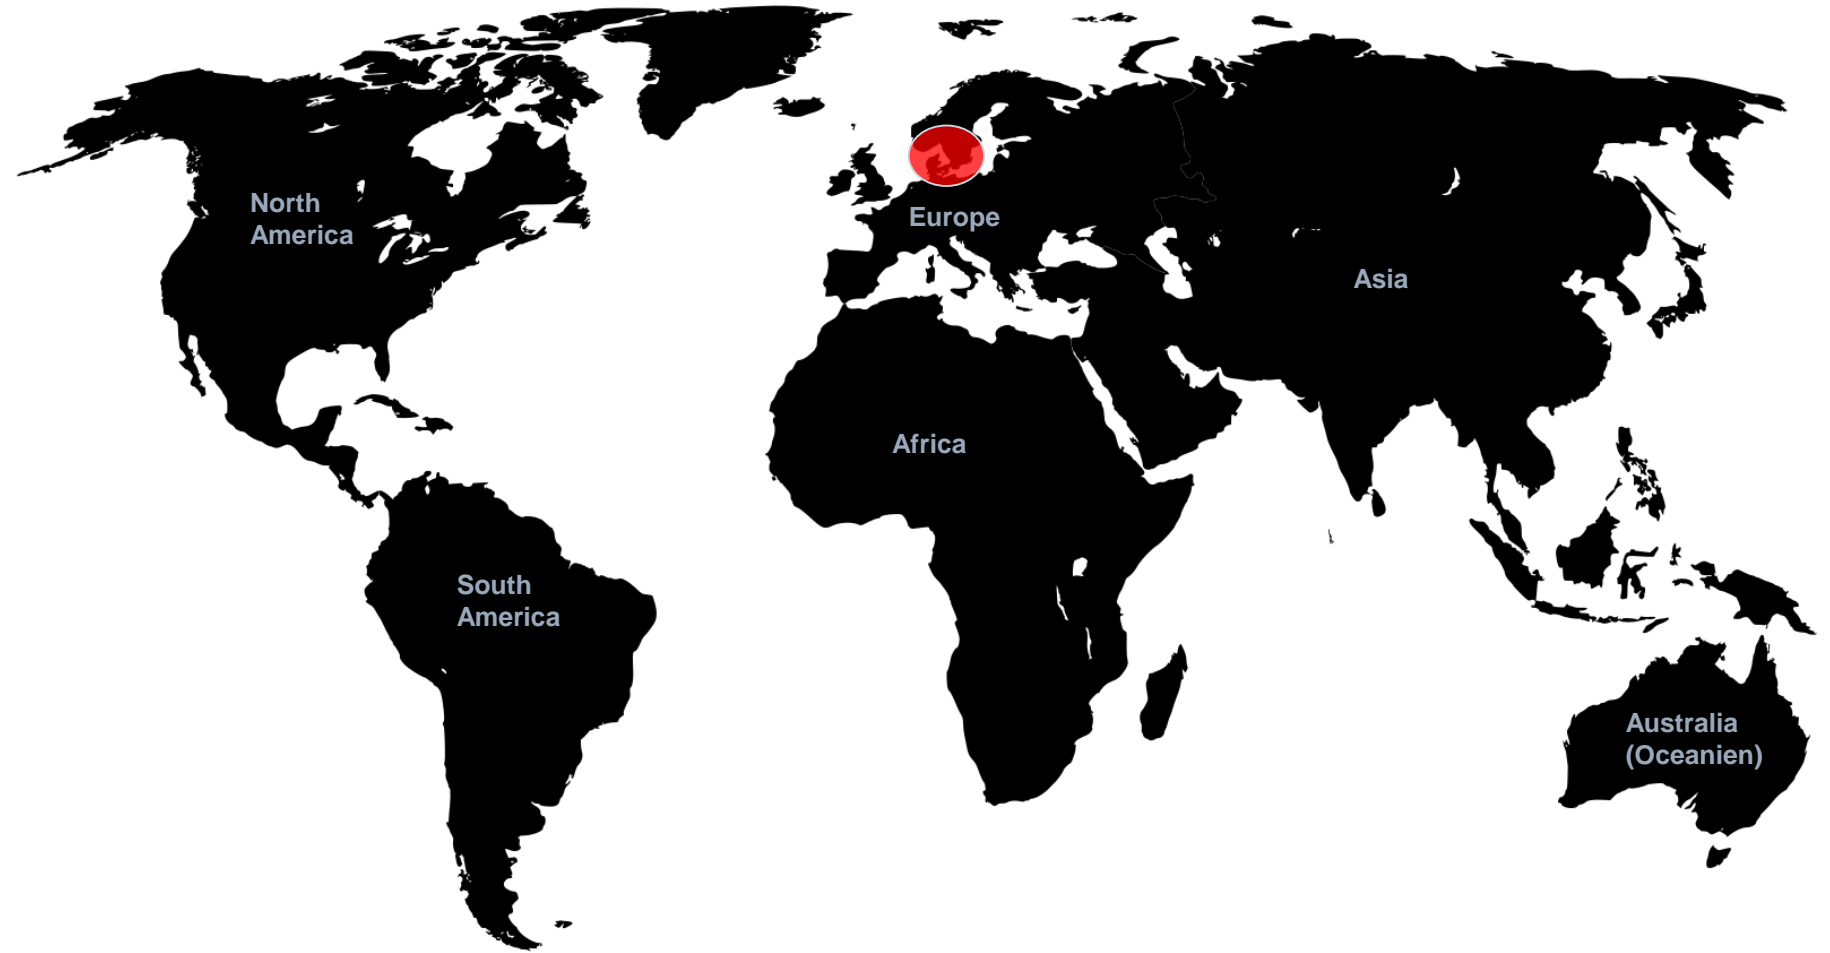 North
America
Europe
Asia
Africa
South
America
Australia
(Oceanien)